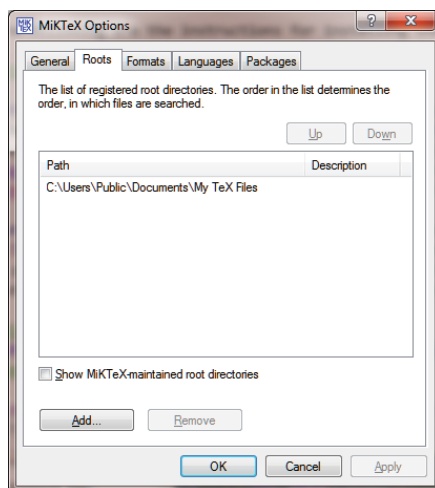 MiKTeX Options
General Roots Formats Languages Packages
The list of registered root directories. The order in the list determines the
order, in which files are searched.
Up Down
Path Description
C:\Users\Public\Documents\My TeX Files
Show MiKTeX-maintained root directories
Add... Remove
OK Cancel Apply